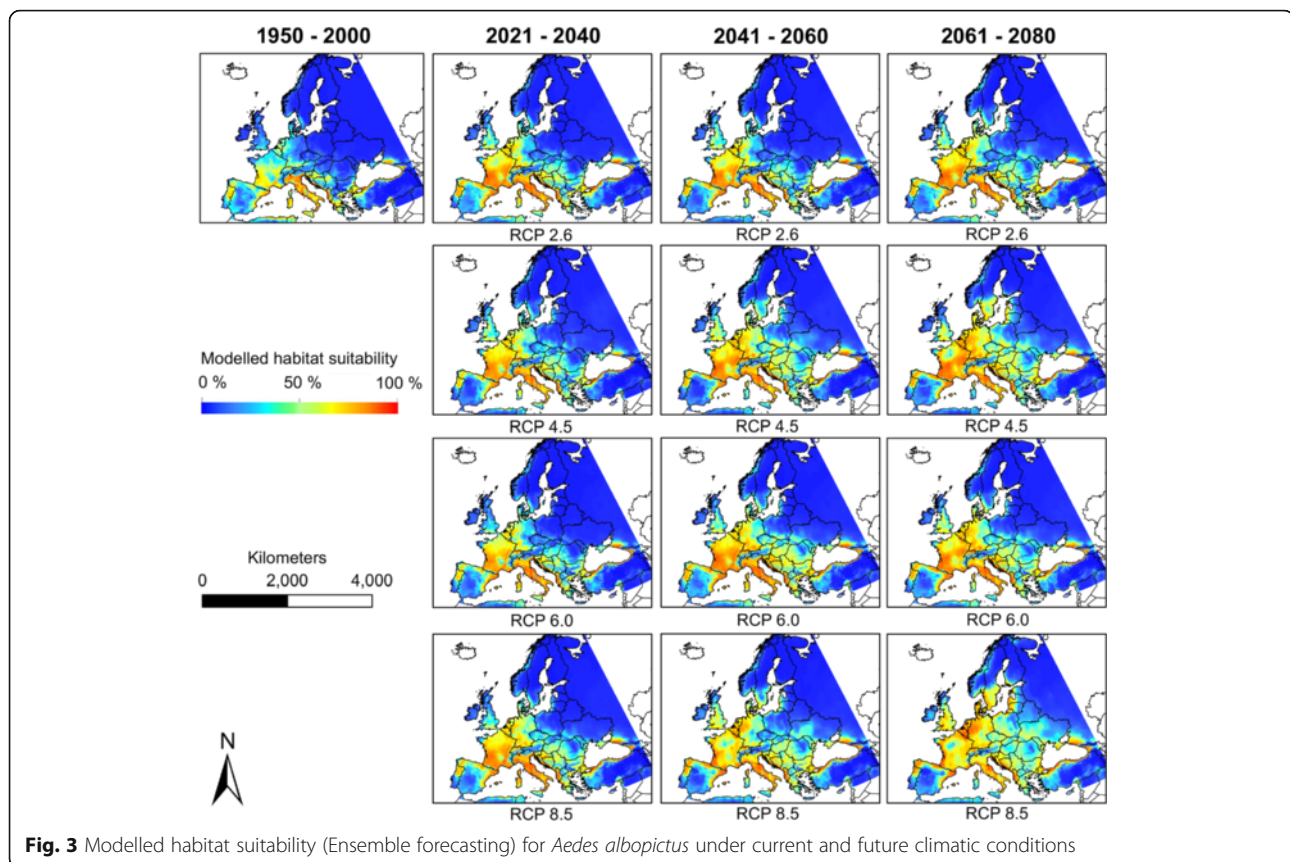 1950 - 2000 2021 - 2040 2041 - 2060 2061 - 2080
RCP 2.6 RCP 2.6 RCP 2.6
Modelled habitat suitability
0 % 50 % 100 %
RCP 4.5 RCP 4.5 RCP 4.5
Kilometers
0 2,000 4,000
RCP 6.0 RCP 6.0 RCP 6.0
N
RCP 8.5 RCP 8.5 RCP 8.5
Fig. 3 Modelled habitat suitability (Ensemble forecasting) for Aedes albopictus under current and future climatic conditions